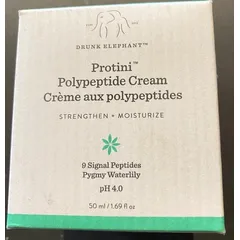 DRUNK ELEPHANT™
Protini™
Polypeptide Cream
Crème aux polypeptides
STRENGTHEN + MOISTURIZE
9 Signal Peptides
Pygmy Waterlily
pH 4.0
50 ml / 1.69 fl oz